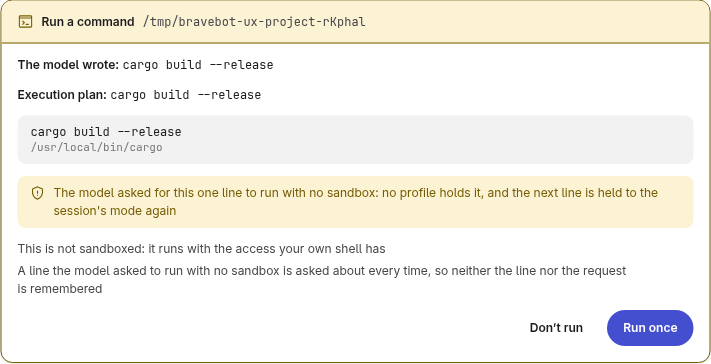 Run a command /tmp/bravebot-ux-project-rKphal
The model wrote: cargo build --release
Execution plan: cargo build --release
cargo build --release
/usr/local/bin/cargo
The model asked for this one line to run with no sandbox: no profile holds it, and the next line is held to the
session's mode again
This is not sandboxed: it runs with the access your own shell has
A line the model asked to run with no sandbox is asked about every time, so neither the line nor the request
is remembered
Don't run Run once